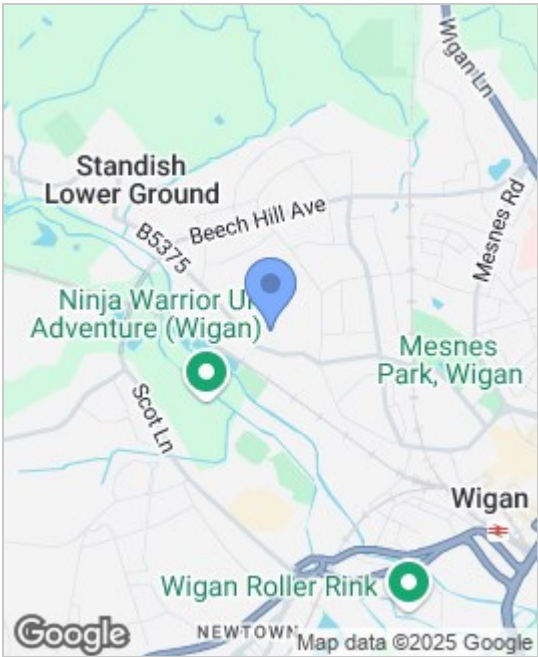 Wigan Ln
Standish
Lower Ground
Beech Hill Ave
Mesnes Rd
B5375
Ninja Warrior U
Adventure (Wigan)
Mesnes
Park, Wigan
Scot Ln
Wigan
Wigan Roller Rink
NEWTOWN
Google
Map data ©2025 Google